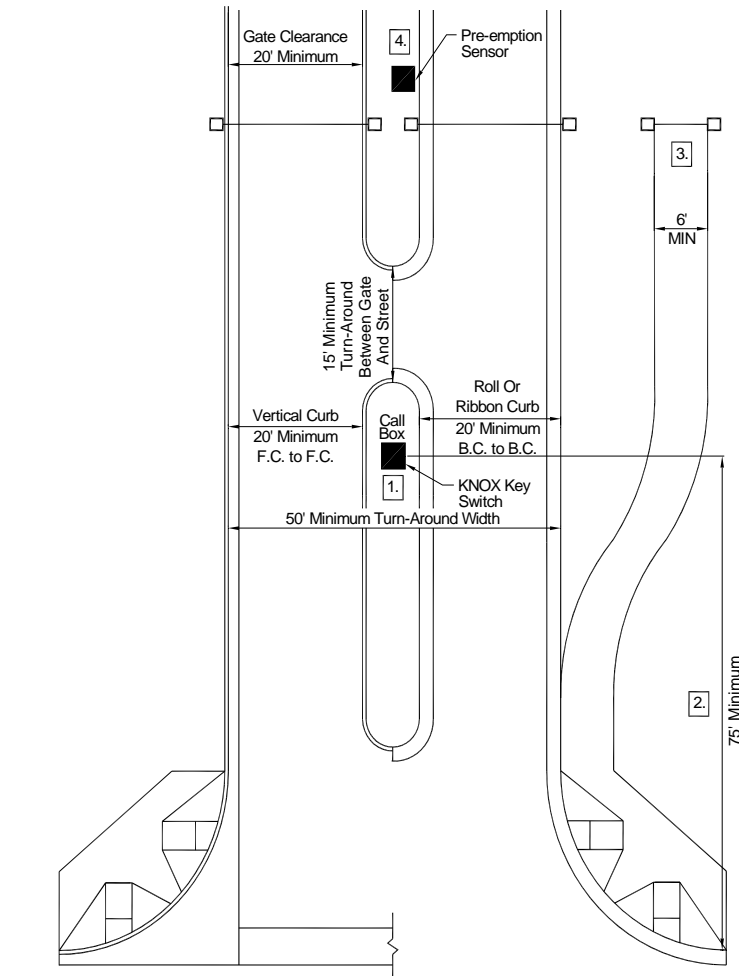 Gate Clearance
20' Minimum
4.
Pre-emption
Sensor
3.
6'
MIN
15' Minimum
Turn-Around
Between Gate
And Street
Vertical Curb
20' Minimum
F.C. to F.C.
Call
Box
1.
Roll Or
Ribbon Curb
20' Minimum
B.C. to B.C.
KNOX Key
Switch
50' Minimum Turn-Around Width
2.
75' Minimum